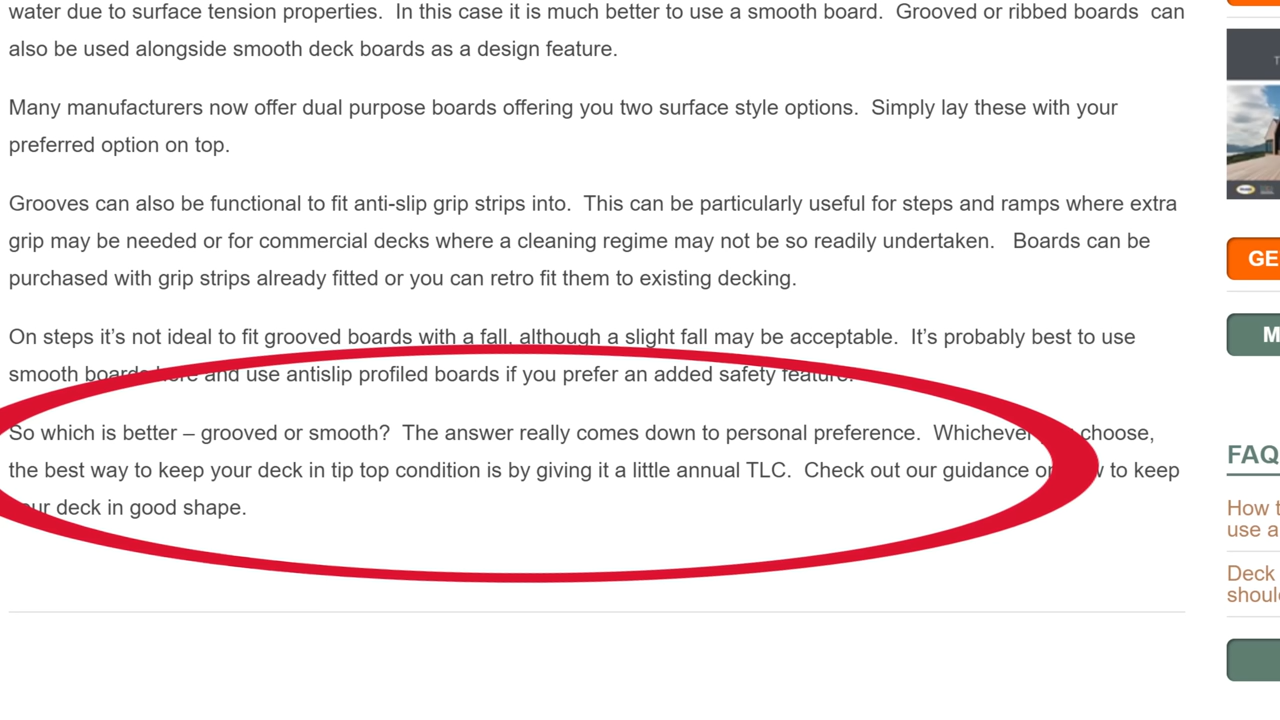 water due to surface tension properties.  In this case it is much better to use a smooth board.  Grooved or ribbed boards  can
also be used alongside smooth deck boards as a design feature.
Many manufacturers now offer dual purpose boards offering you two surface style options.  Simply lay these with your
preferred option on top.
Grooves can also be functional to fit anti-slip grip strips into.  This can be particularly useful for steps and ramps where extra
grip may be needed or for commercial decks where a cleaning regime may not be so readily undertaken.   Boards can be
purchased with grip strips already fitted or you can retro fit them to existing decking.
On steps it’s not ideal to fit grooved boards with a fall, although a slight fall may be acceptable.  It’s probably best to use
smooth boards here and use antislip profiled boards if you prefer an added safety feature.
So which is better – grooved or smooth?  The answer really comes down to personal preference.  Whichever choose,
the best way to keep your deck in tip top condition is by giving it a little annual TLC.  Check out our guidance to keep
deck in good shape.
GE
M
FAQ
How t
use a
Deck
shoul